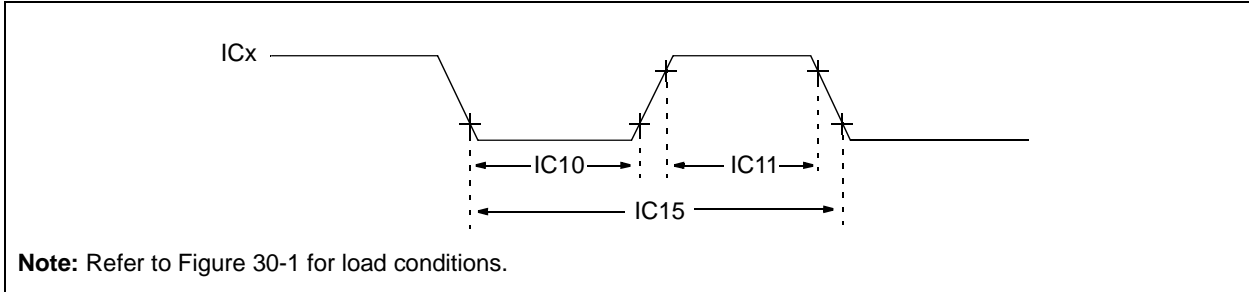 ICx
IC10 IC11
IC15
Note: Refer to Figure 30-1 for load conditions.